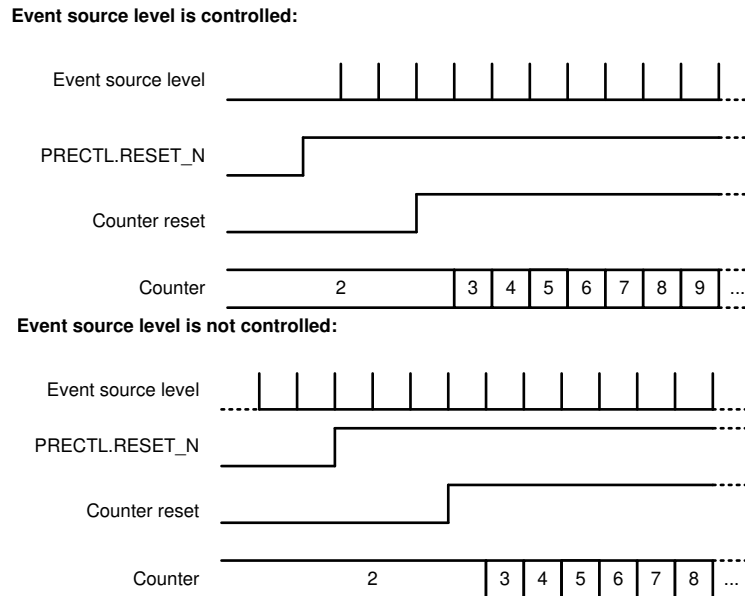 Event source level is controlled:
Event source level
PRECTL.RESET_N
Counter reset
Counter 2 3 4 5 6 7 8 9 ...
Event source level is not controlled:
Event source level
PRECTL.RESET_N
Counter reset
Counter 2 3 4 5 6 7 8 ...